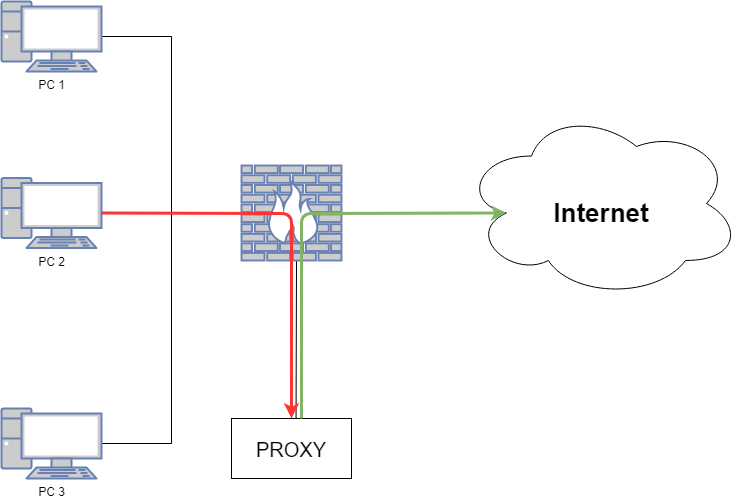 PC 1
PC 2
Internet
PC 3
PROXY